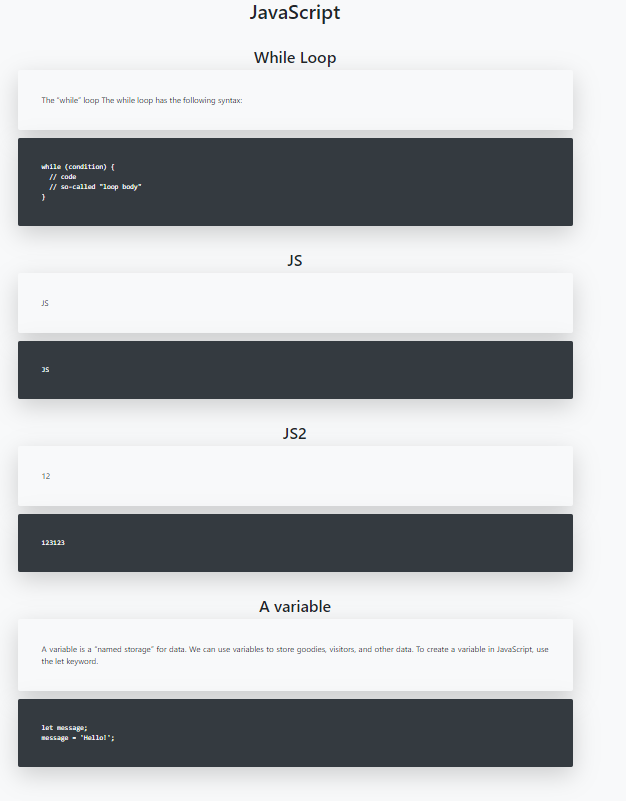 JavaScript
While Loop
The "while" loop The while loop has the following syntax:
while (condition) {
// code
// so-called "loop body"
}
JS
JS
JS
JS2
12
123123
A variable
A variable is a "named storage" for data. We can use variables to store goodies, visitors, and other data. To create a variable in JavaScript, use
the let keyword.
let message;
message = 'Hello!';